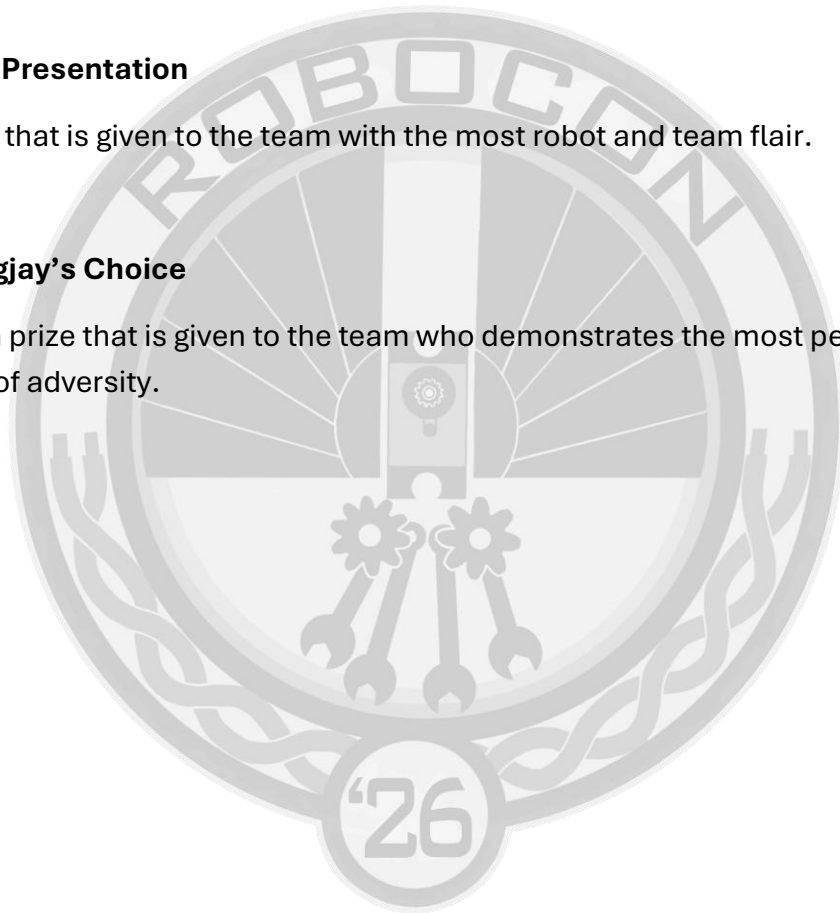 Presentation
ROBOCON
that is given to the team with the most robot and team flair.
gjay’s Choice
prize that is given to the team who demonstrates the most pe
of adversity.
‘26